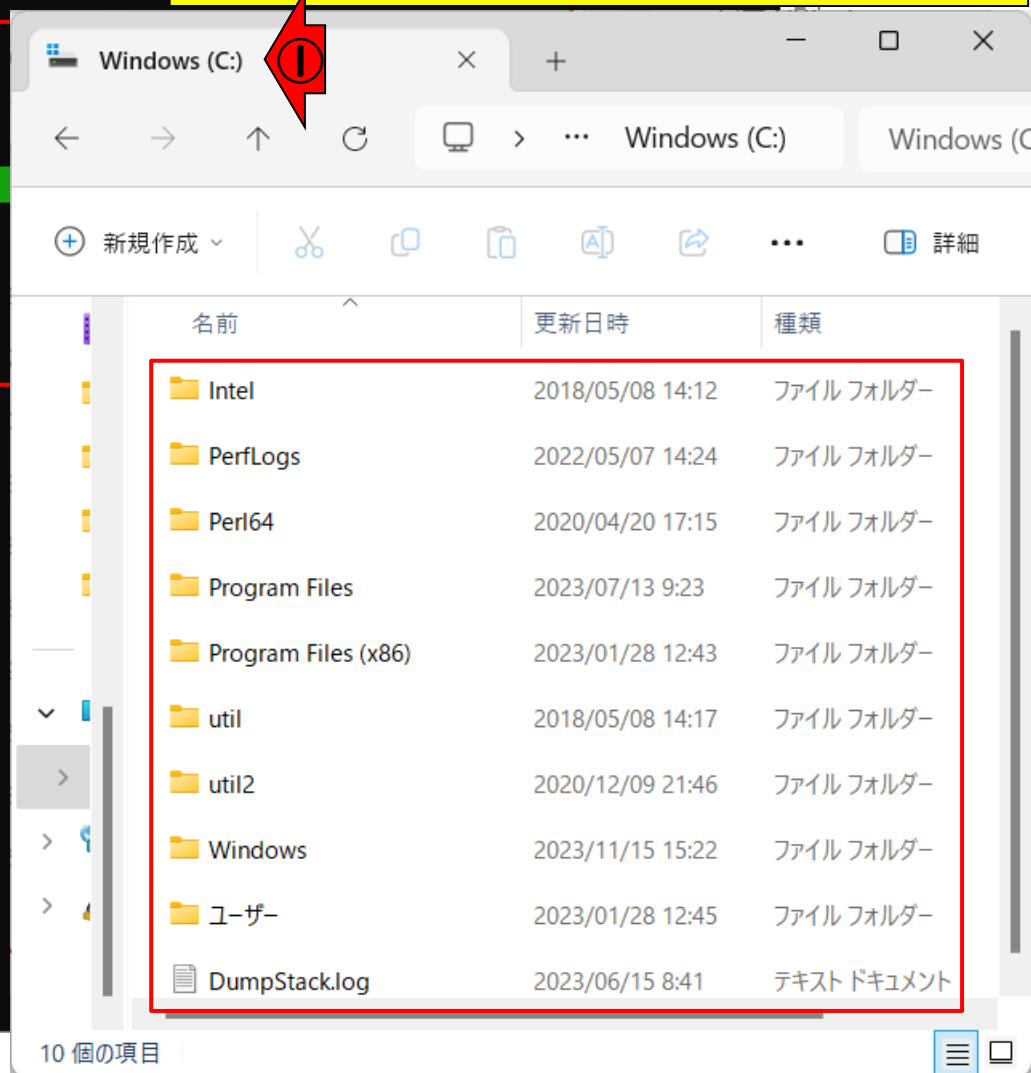 Windows (C:)
①
Windows (C:)
Windows (C
新規作成
詳細
名前 更新日時 種類
Intel 2018/05/08 14:12 ファイル フォルダー
PerfLogs 2022/05/07 14:24 ファイル フォルダー
Perl64 2020/04/20 17:15 ファイル フォルダー
Program Files 2023/07/13 9:23 ファイル フォルダー
Program Files (x86) 2023/01/28 12:43 ファイル フォルダー
util 2018/05/08 14:17 ファイル フォルダー
util2 2020/12/09 21:46 ファイル フォルダー
Windows 2023/11/15 15:22 ファイル フォルダー
ユーザー 2023/01/28 12:45 ファイル フォルダー
DumpStack.log 2023/06/15 8:41 テキスト ドキュメント
10 個の項目